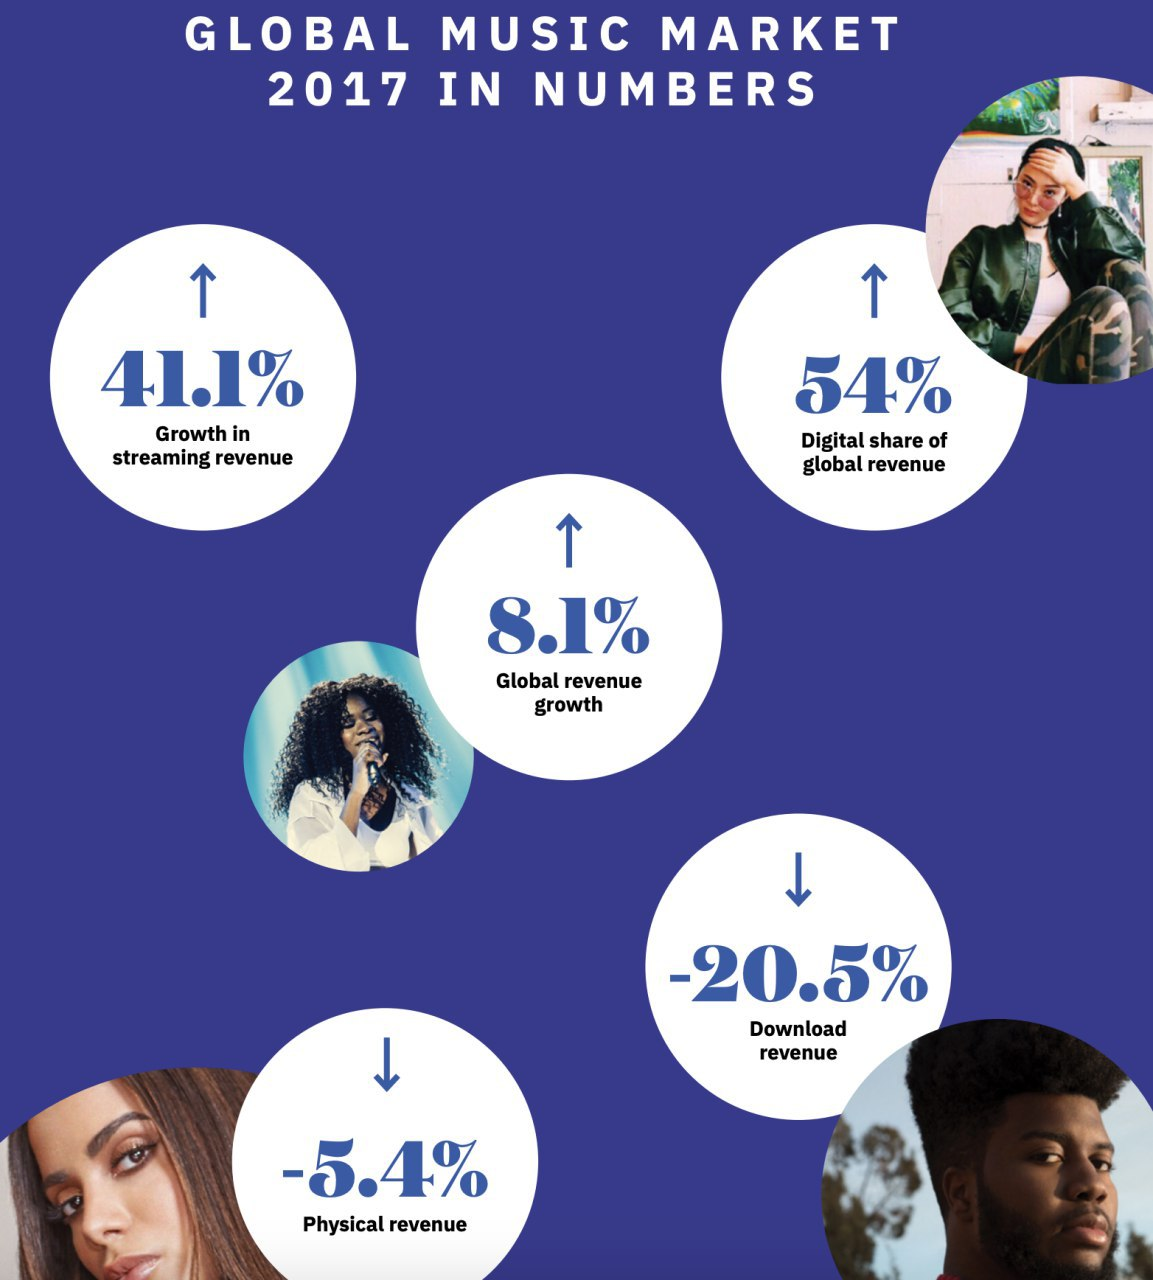 GLOBAL MUSIC MARKET
2017 IN NUMBERS
41.1%
Growth in
streaming revenue
54%
Digital share of
global revenue
8.1%
Global revenue
growth
-20.5%
Download
revenue
-5.4%
Physical revenue